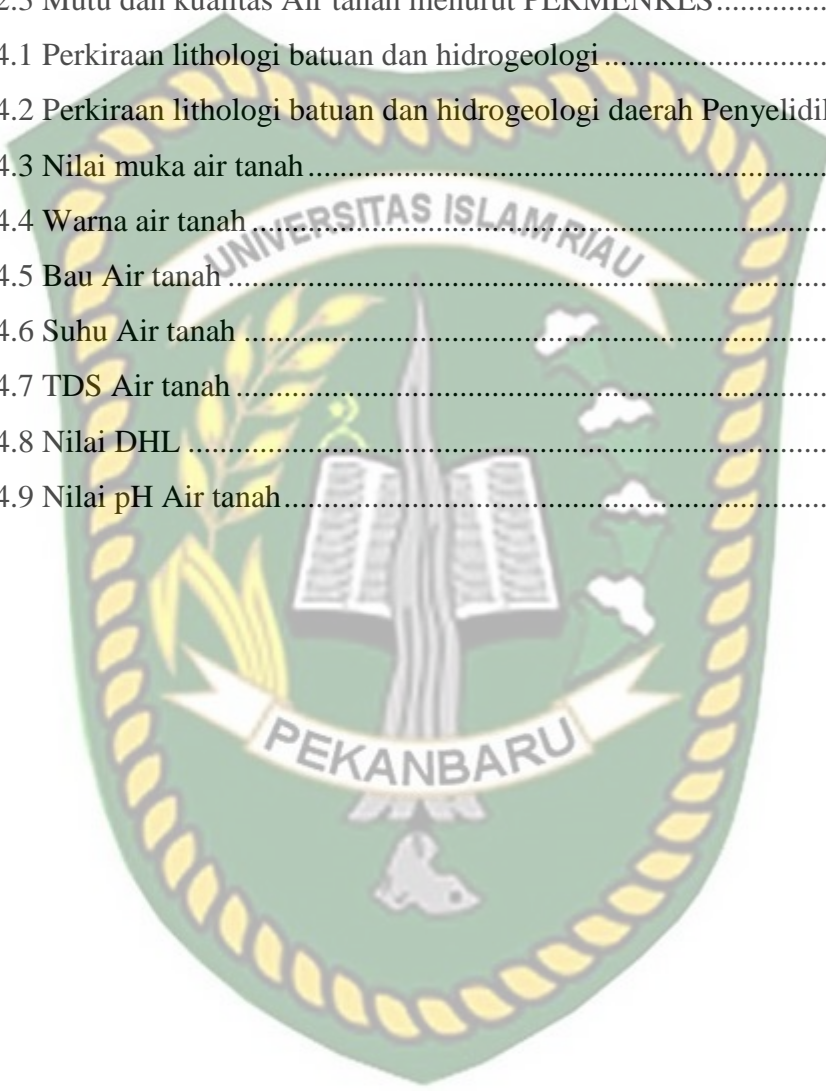 2.3 Mutu dan kualitas Air tanah menurut PERMENKES..............
4.1 Perkiraan lithologi batuan dan hidrogeologi........................
4.2 Perkiraan lithologi batuan dan hidrogeologi daerah Penyelidik
4.3 Nilai muka air tanah..............................................................
4.4 Warna air tanah.....................................................................
4.5 Bau Air tanah........................................................................
4.6 Suhu Air tanah......................................................................
4.7 TDS Air tanah.......................................................................
4.8 Nilai DHL.............................................................................
4.9 Nilai pH Air tanah.................................................................
UNIVERSITAS ISLAM RIAU
PEKANBARU